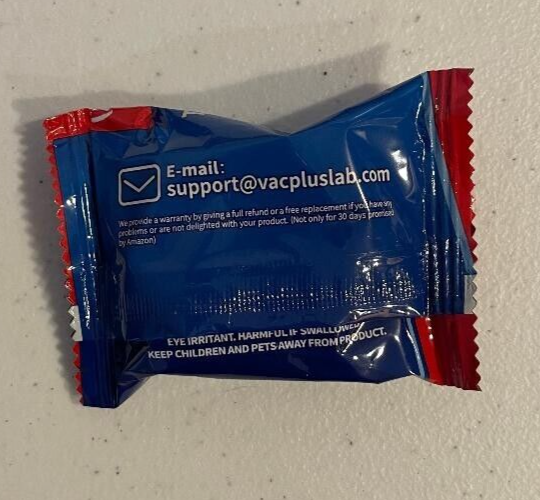 E-mail:
support@vacpluslab.com
We provide a warranty by giving a full refund or a free replacement if you have any
problems or are not delighted with your product. (Not only for 30 days promised
by Amazon)
EYE IRRITANT. HARMFUL IF SWALLOWED.
KEEP CHILDREN AND PETS AWAY FROM PRODUCT.